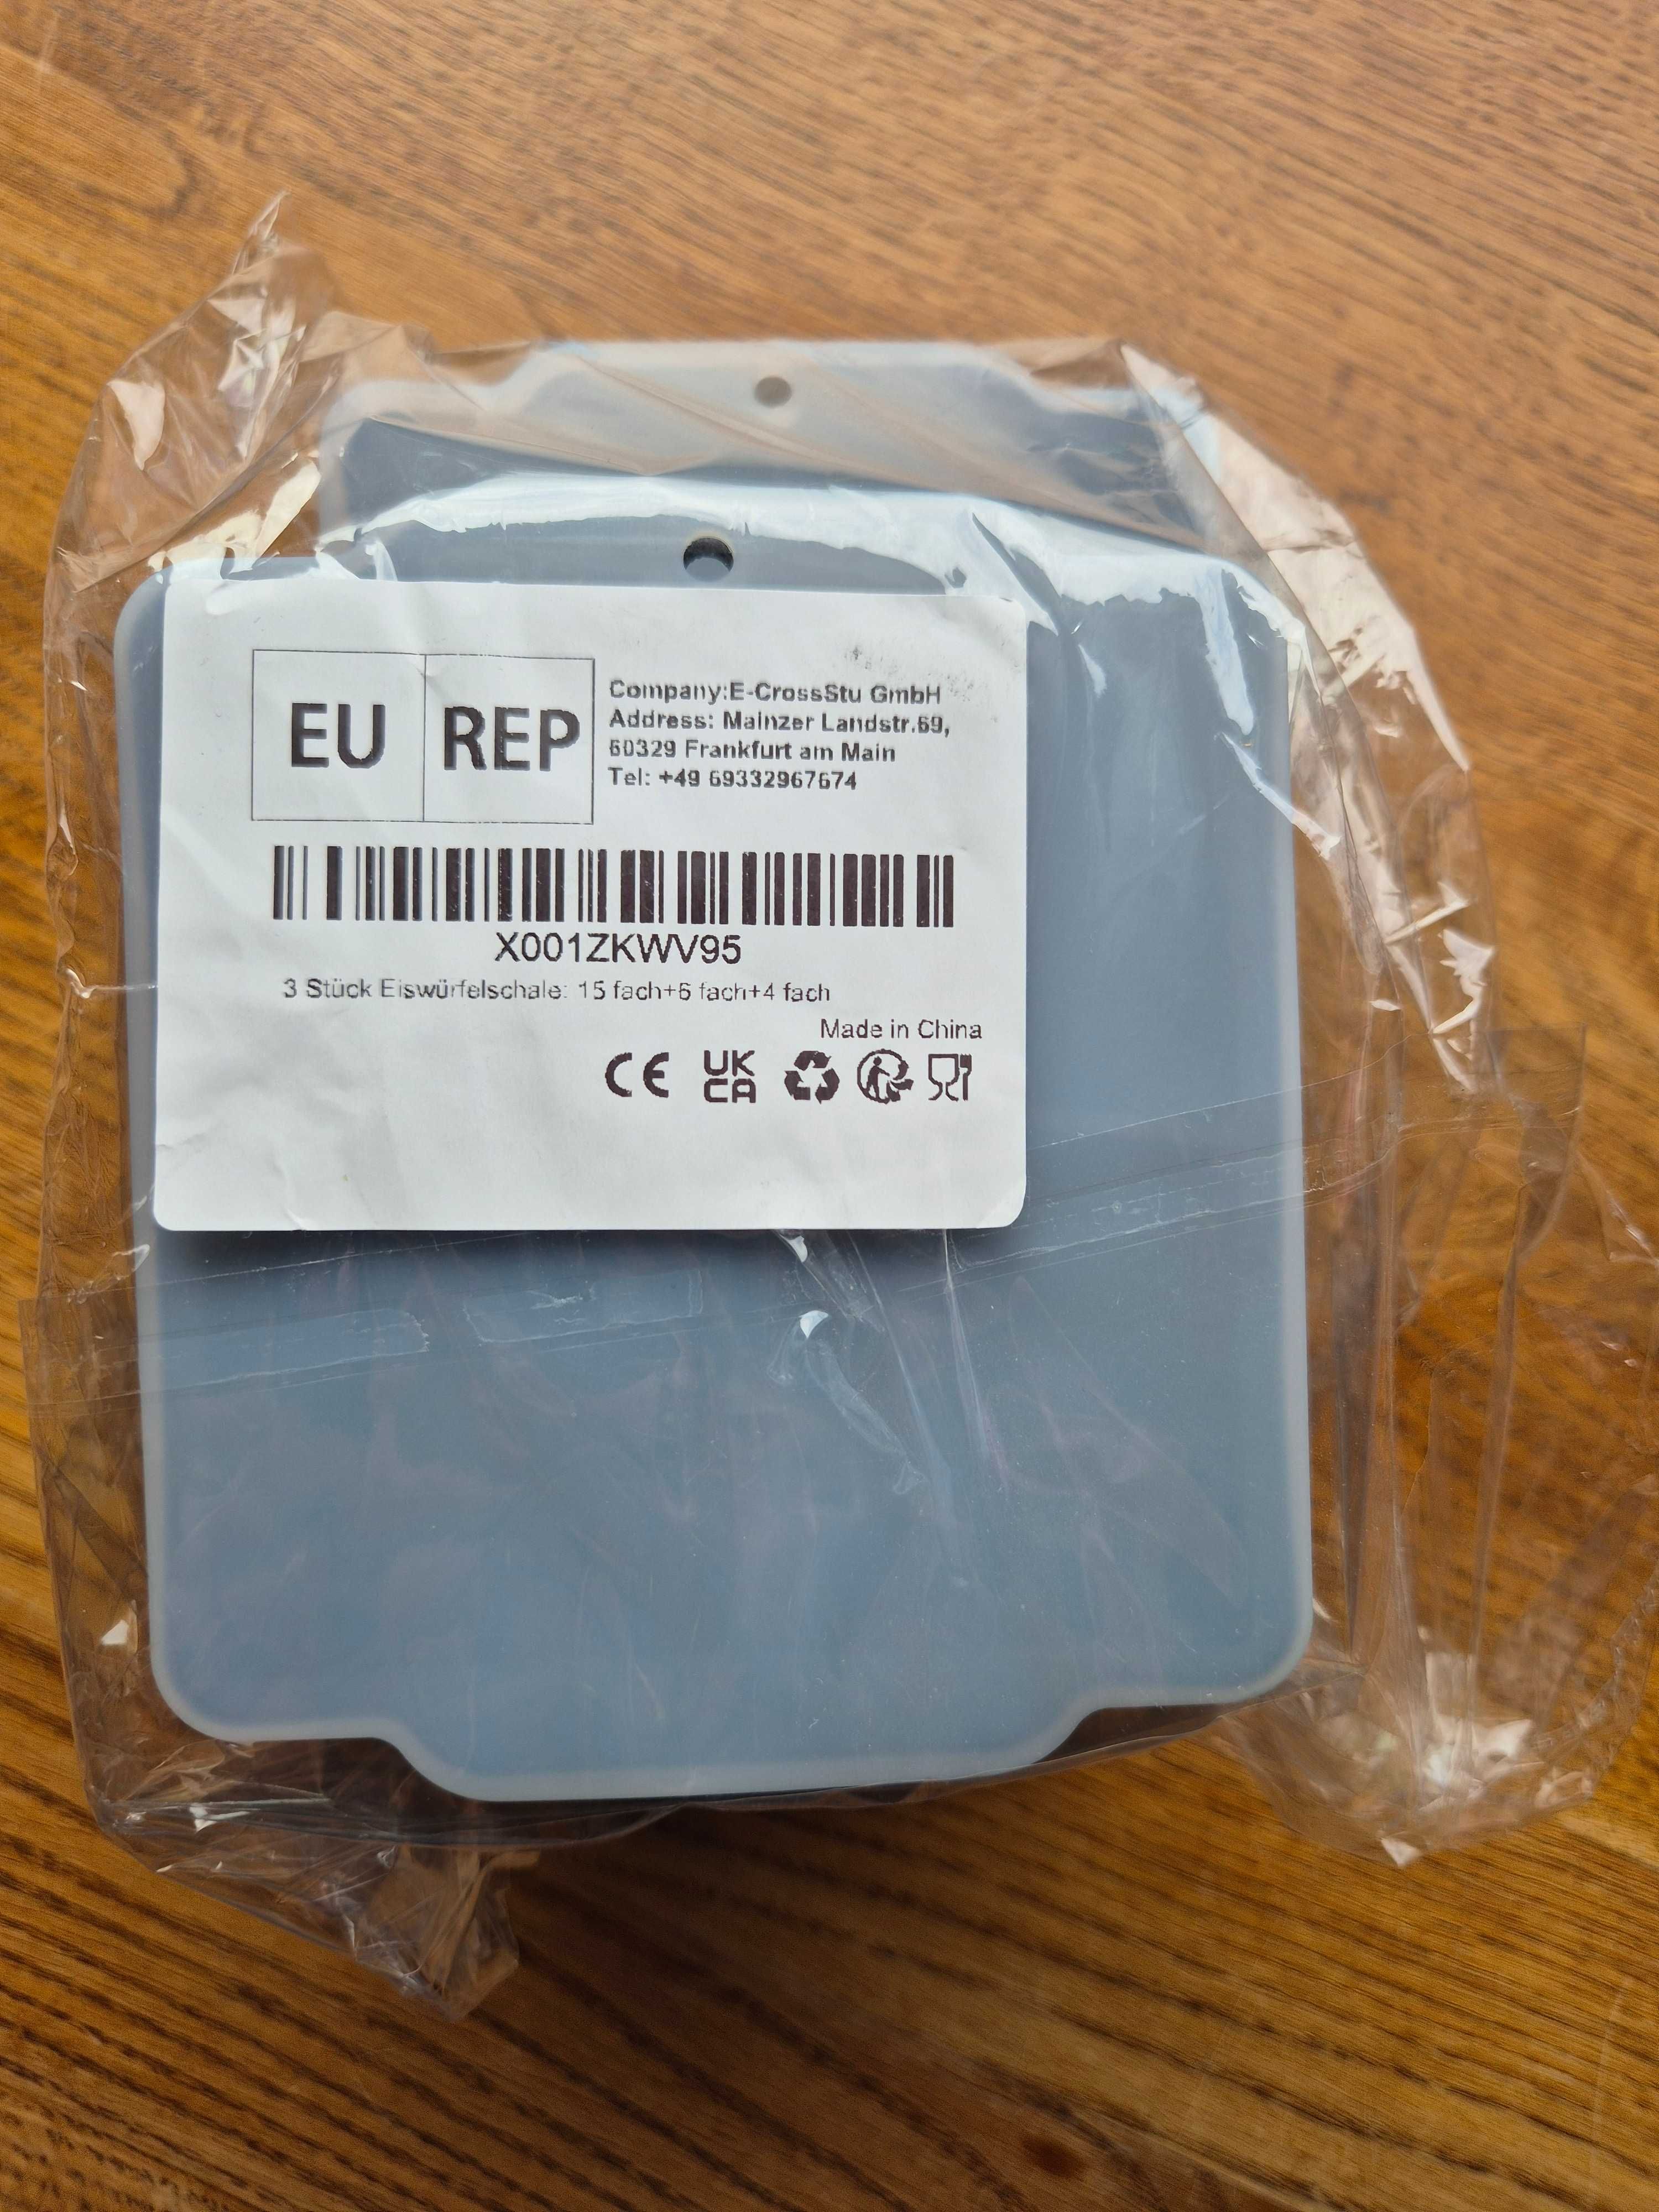 EU REP
Company:E-CrossStu GmbH
Address: Mainzer Landstr.69,
60329 Frankfurt am Main
Tel: +49 69332967674
X001ZKWV95
3 Stück Eiswürfelschale: 15 fach+6 fach+4 fach
Made in China
CE UK CA